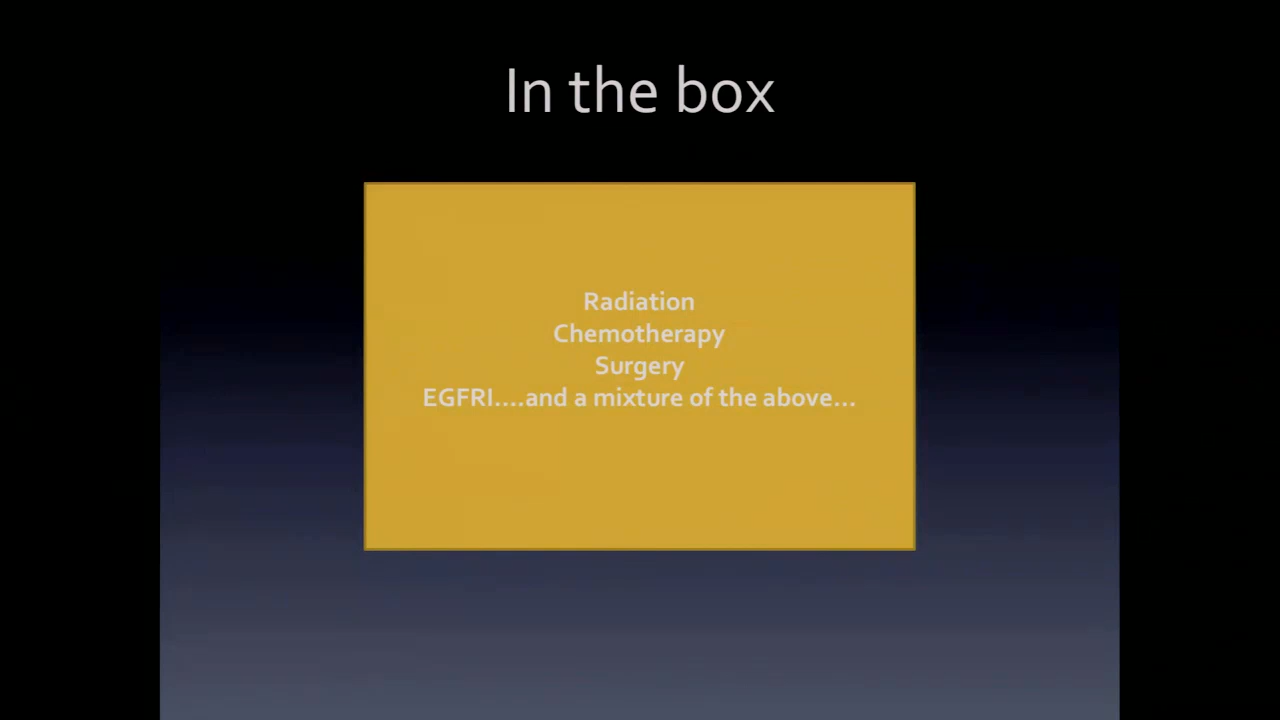 In the box
Radiation
Chemotherapy
Surgery
EGFRI....and a mixture of the above...